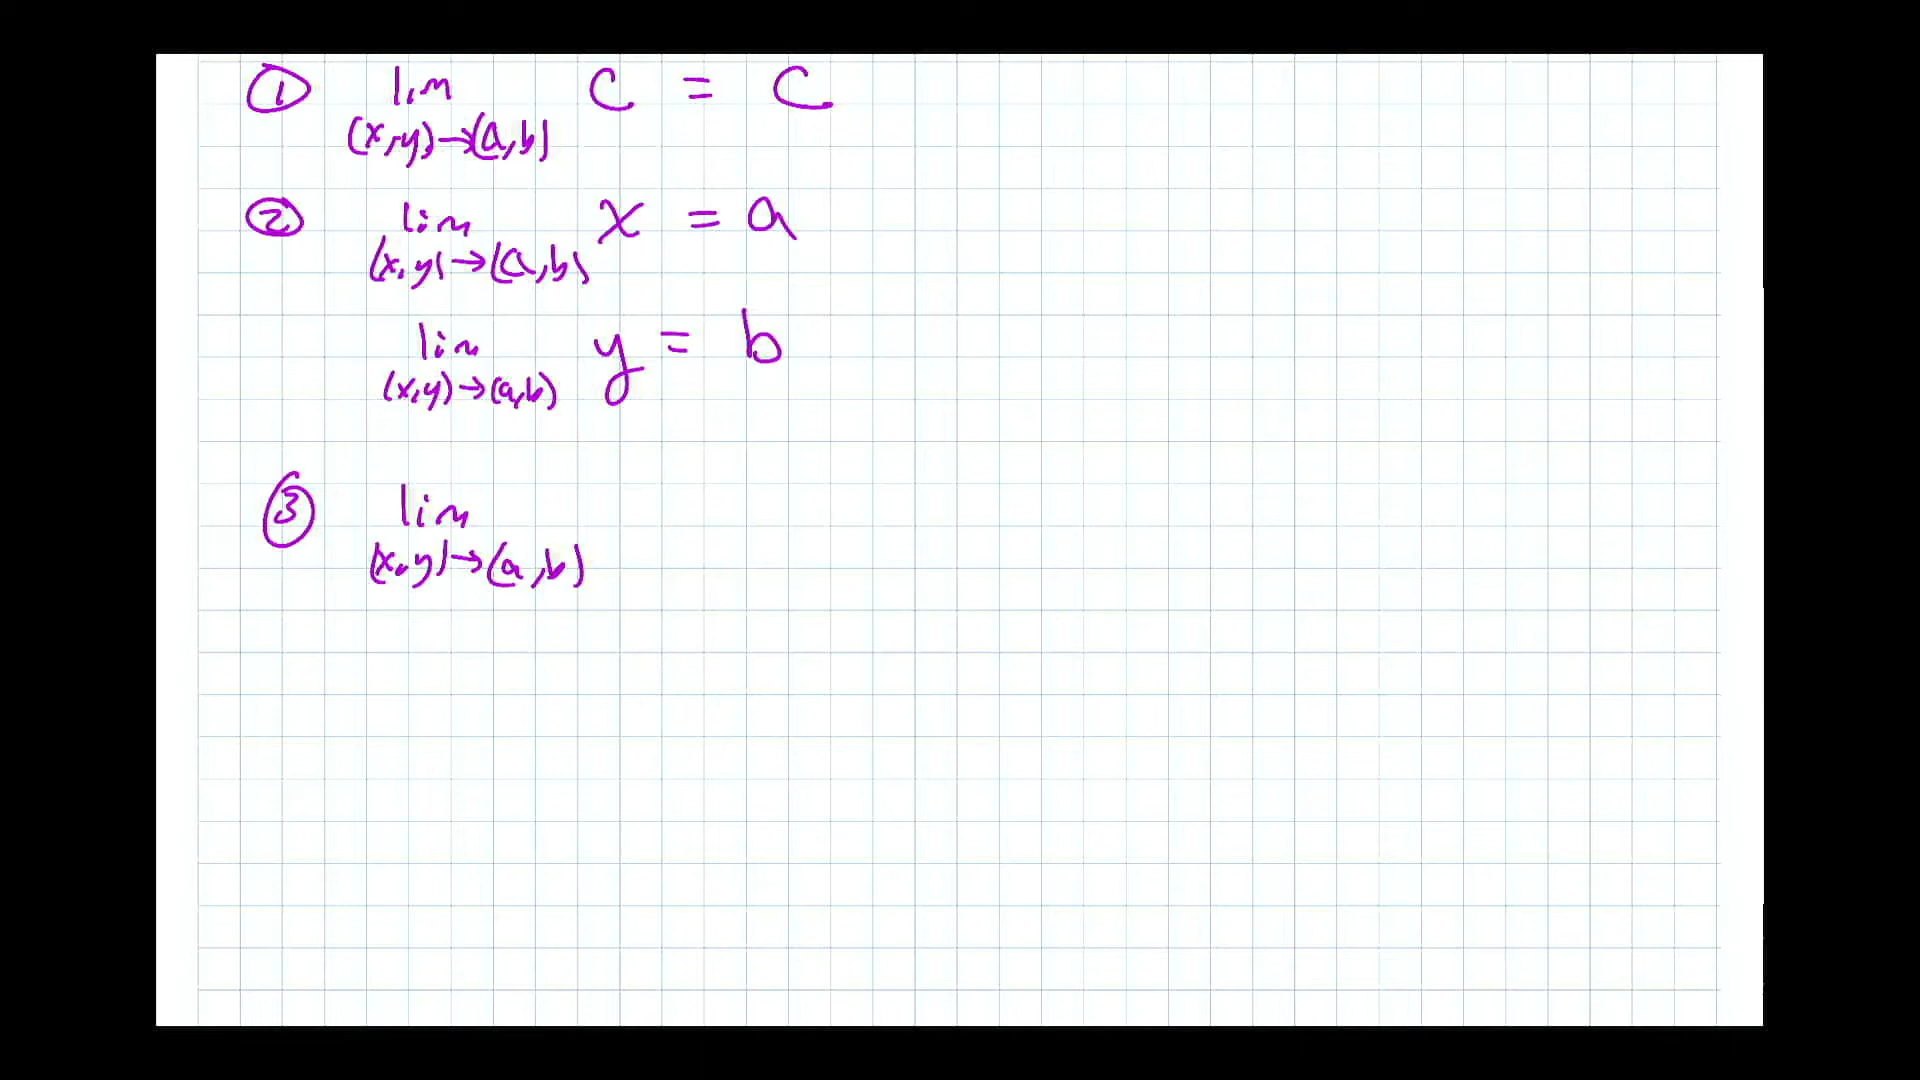 ① lim C = C
(x,y)→(a,b)
② lim x = a
(x,y)→(a,b)
lim y = b
(x,y)→(a,b)
③ lim
(x,y)→(a,b)